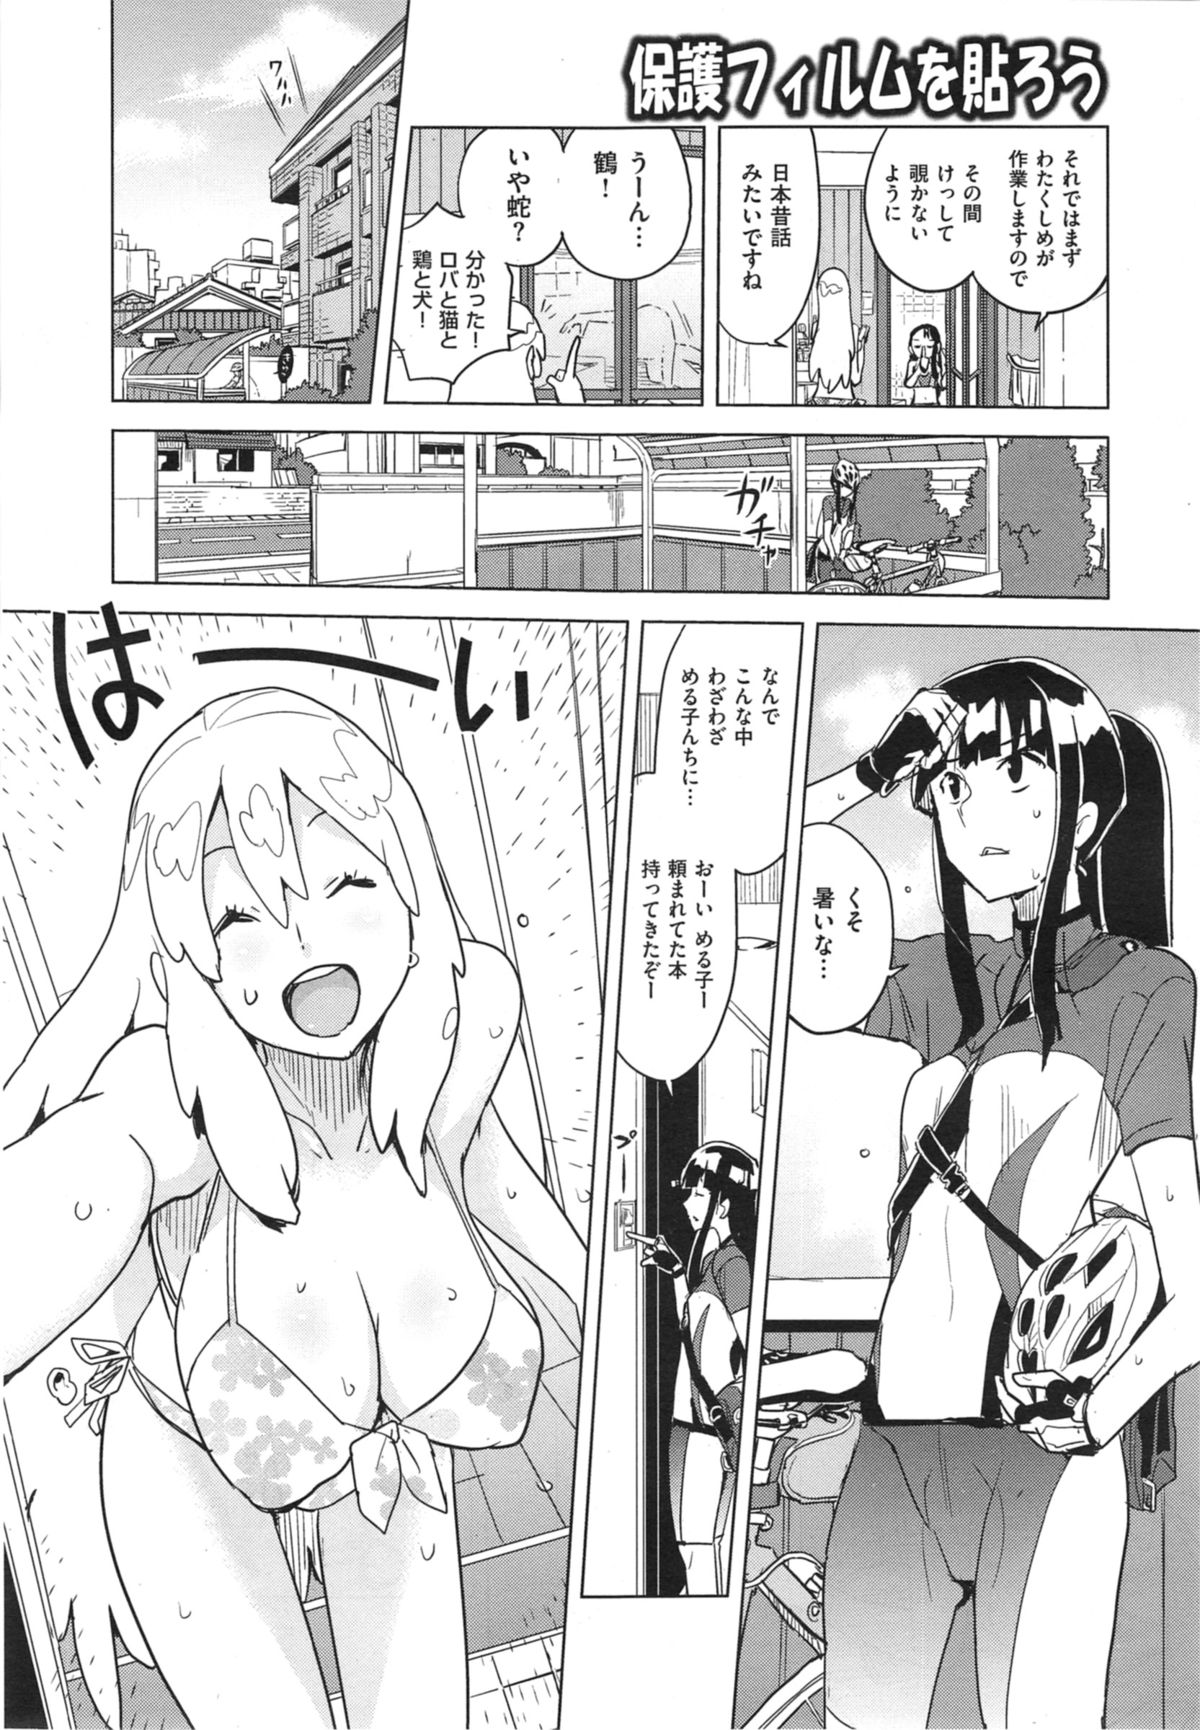 保護フィルムを貼ろう
それではまず
わたくしめが
作業しますので
その間
けっして
覗かない
ように
日本昔話
みたいですね
うーん…
鶴！
いや蛇？
分かった！
ロバと猫と
鶏と犬！
ワハハ
ガチャ
くそ
暑いな…
なんで
こんな中
わざわざ
める子んちに…
おーい める子ー
頼まれてた本
持ってきたぞー
はーい